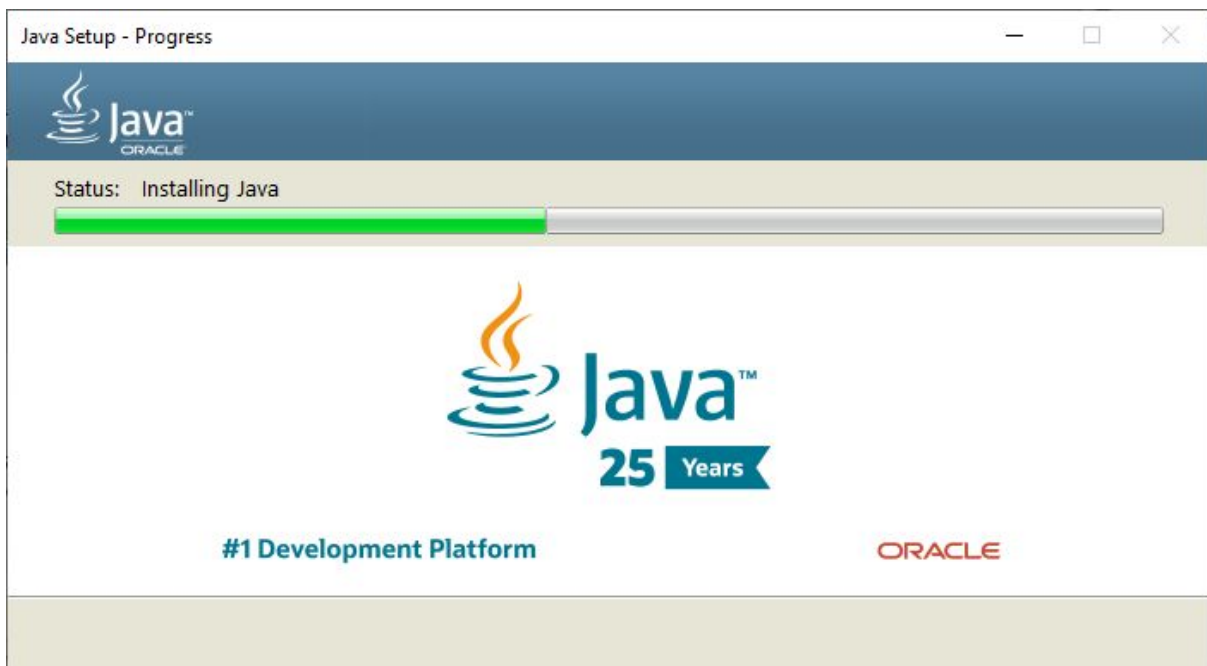 Java Setup - Progress
Java™
ORACLE
Status: Installing Java
Java™
25 Years
#1 Development Platform
ORACLE